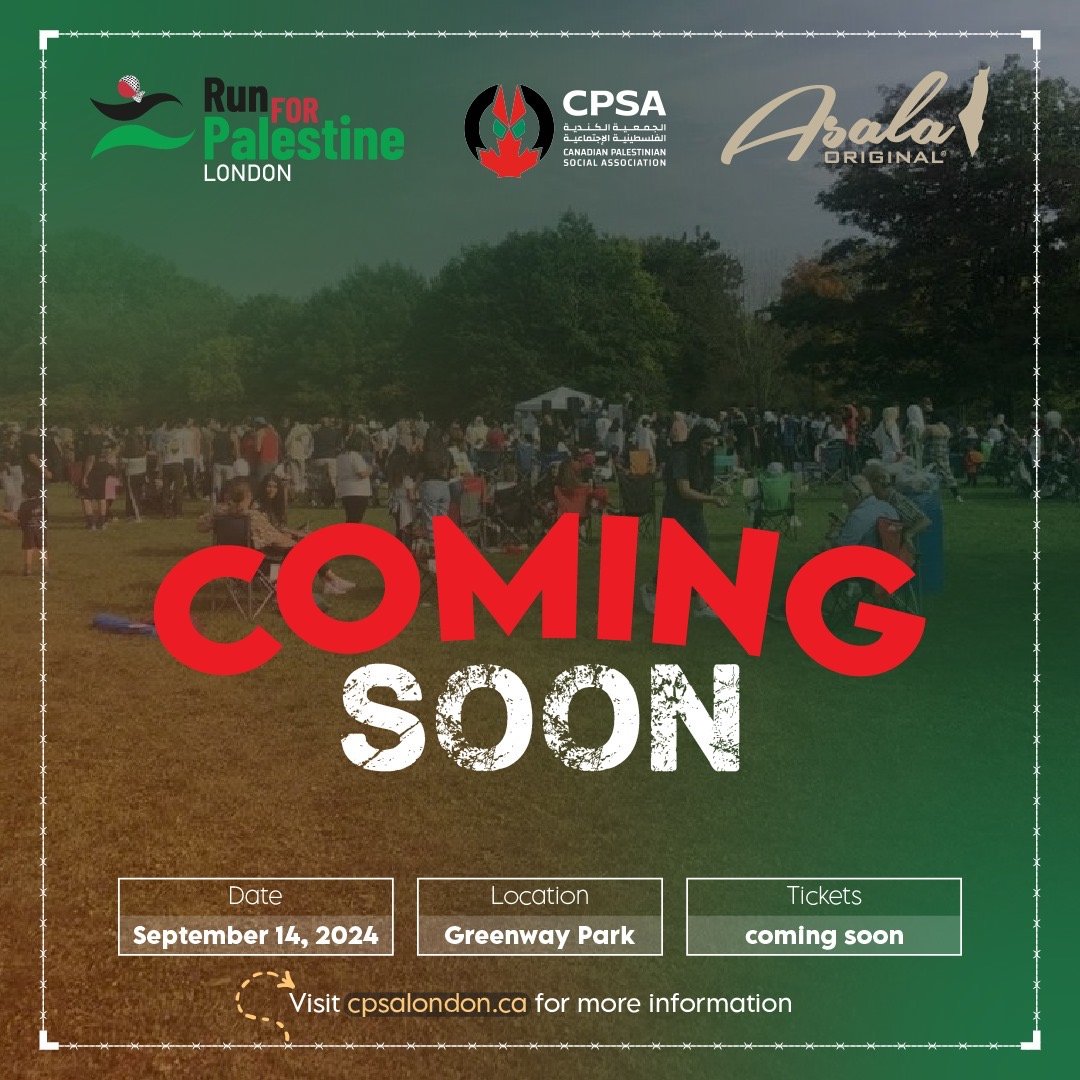 Run FOR
Palestine
LONDON
CPSA
الجمعية الكندية
الفلسطينية الإجتماعية
CANADIAN PALESTINIAN
SOCIAL ASSOCIATION
Asala
ORIGINAL
COMING
SOON
Date
September 14, 2024
Location
Greenway Park
Tickets
coming soon
Visit cpsalondon.ca for more information